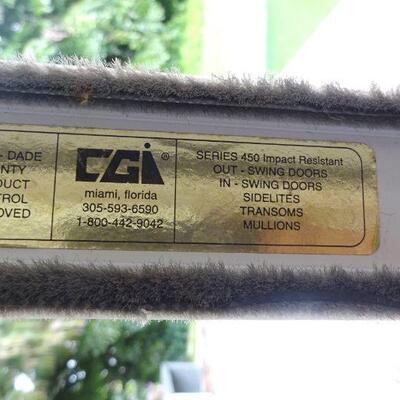 - DADE
NTY
DUCT
TROL
OVED
CGI®
miami, florida
305-593-6590
1-800-442-9042
SERIES 450 Impact Resistant
OUT - SWING DOORS
IN - SWING DOORS
SIDELITES
TRANSOMS
MULLIONS